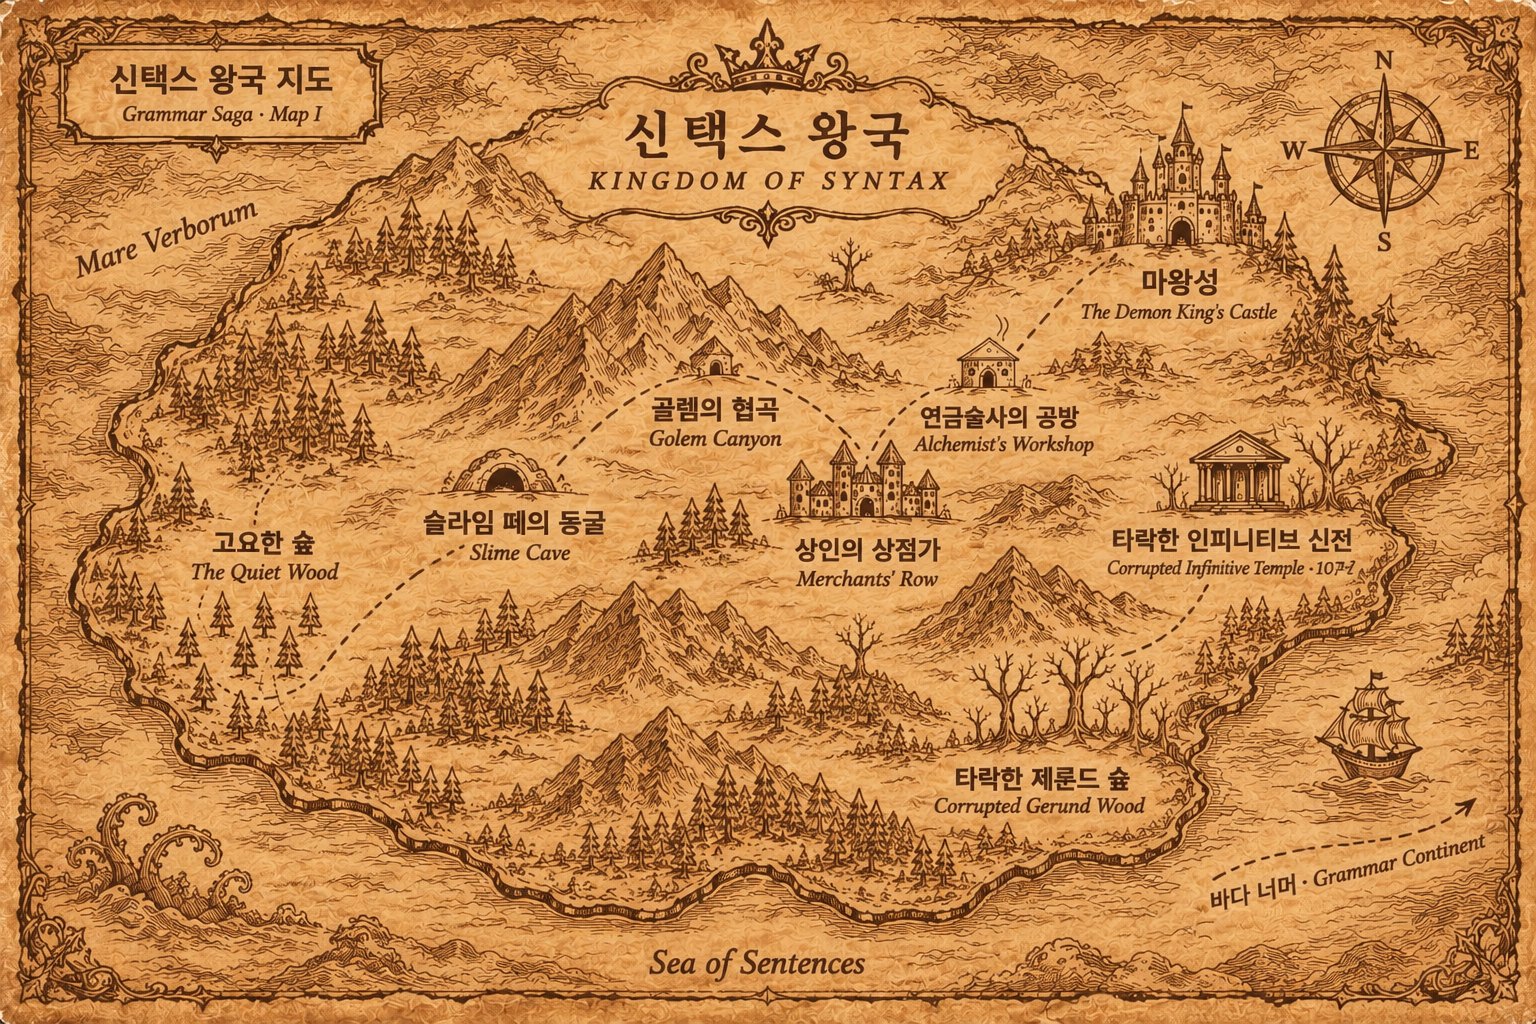 신택스 왕국 지도
Grammar Saga · Map I
신택스 왕국
KINGDOM OF SYNTAX
N
W
E
S
Mare Verborum
마왕성
The Demon King's Castle
골렘의 협곡
Golem Canyon
연금술사의 공방
Alchemist's Workshop
슬라임 떼의 동굴
Slime Cave
고요한 숲
The Quiet Wood
상인의 상점가
Merchants' Row
타락한 인피니티브 신전
Corrupted Infinitive Temple ·
타락한 제룬드 숲
Corrupted Gerund Wood
바다 너머 · Grammar Continent
Sea of Sentences